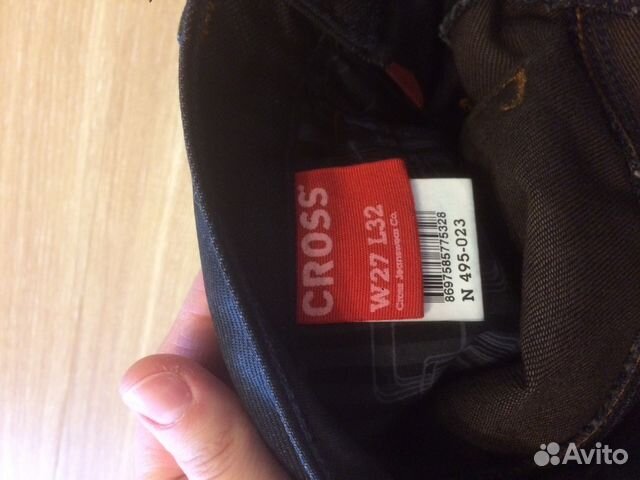 CROSS
W27 L32
Cross Jeanswear Co.
8697585775328
N 495-023
Avito